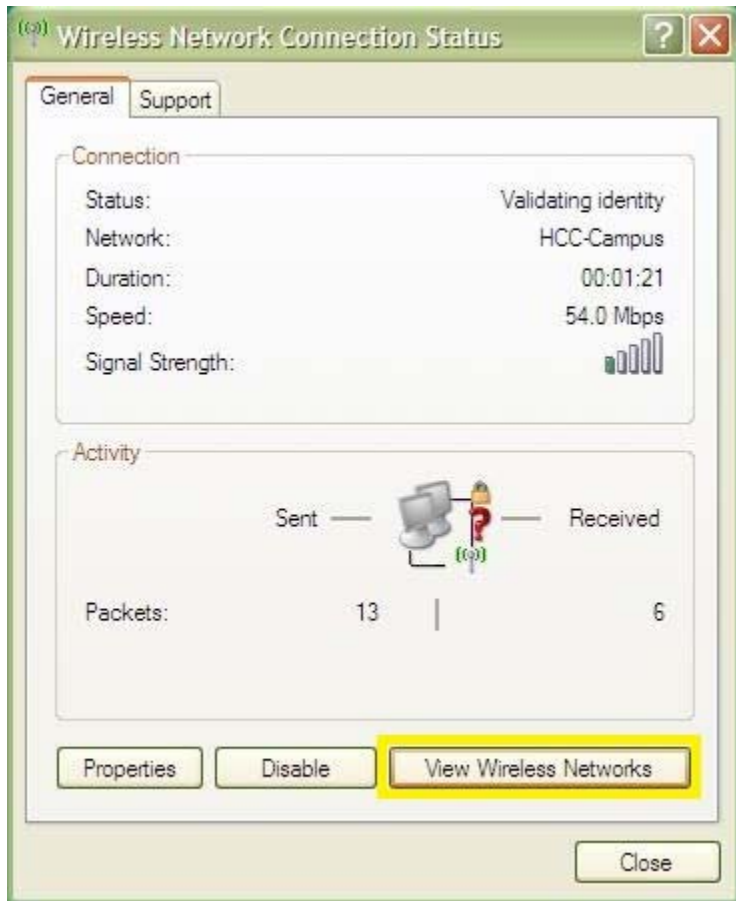 Wireless Network Connection Status
General Support
Connection
Status: Validating identity
Network: HCC-Campus
Duration: 00:01:21
Speed: 54.0 Mbps
Signal Strength:
Activity
Sent Received
Packets: 13 6
Properties Disable View Wireless Networks
Close